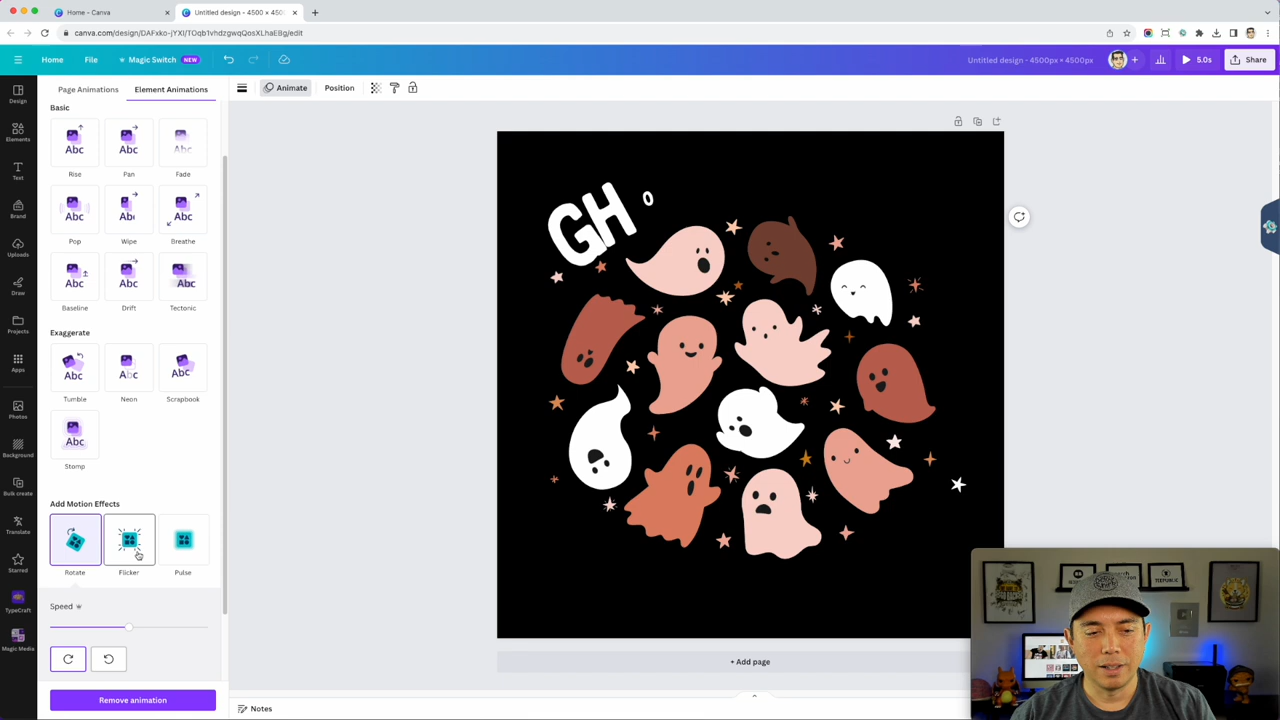 Home - Canva
Untitled design - 4500 × 450
canva.com/design/DAFxko-jYXI/TOqb1vhdzgwqQosXLhaEBg/edit
Home
File
Magic Switch
NEW
Untitled design - 4500px × 4500px
5.0s
Share
Page Animations
Element Animations
Animate
Position
Design
Elements
Text
Brand
Uploads
Draw
Projects
Apps
Photos
Background
Bulk create
Translate
Starred
TypeCraft
Magic Media
Basic
Abc Abc Abc
Rise Pan Fade
Abc Abc Abc
Pop Wipe Breathe
Abc Abc Abc
Baseline Drift Tectonic
Exaggerate
Abc Abc Abc
Tumble Neon Scrapbook
Abc
Stomp
Add Motion Effects
Rotate Flicker Pulse
Speed
Remove animation
GHO
+ Add page
Notes